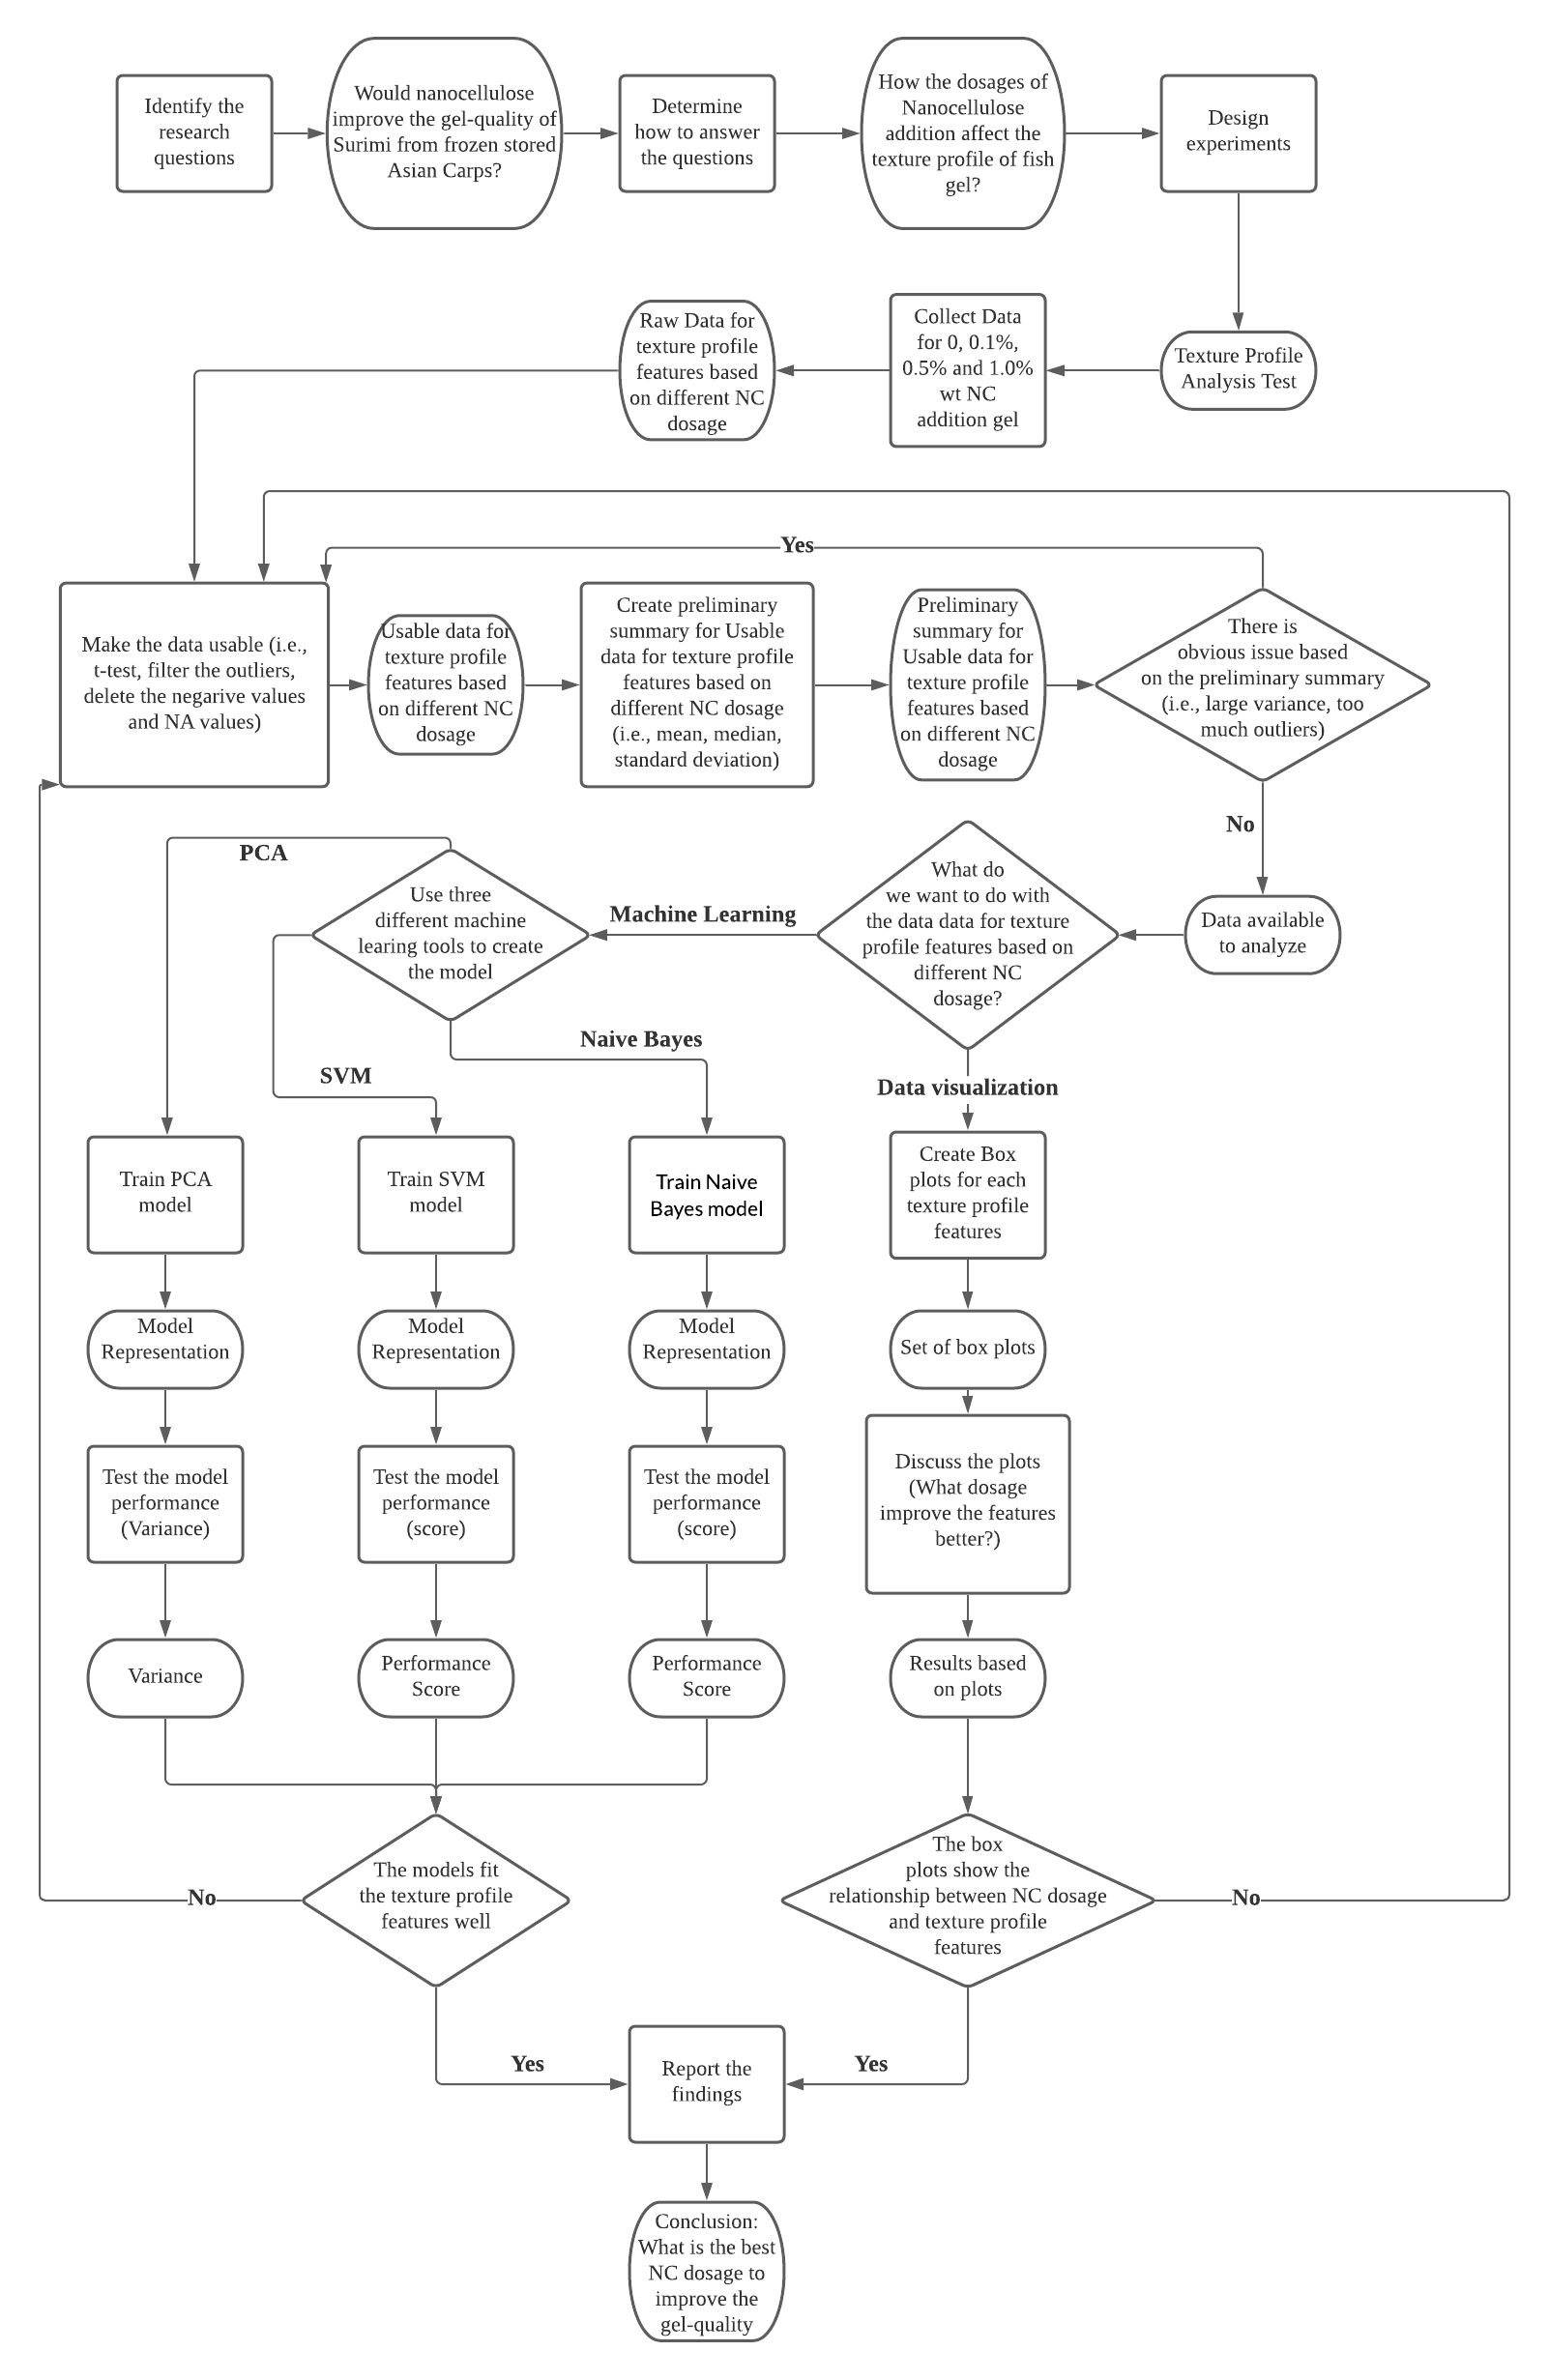 Identify the
research
questions
Would nanocellulose
improve the gel-quality of
Surimi from frozen stored
Asian Carps?
Determine
how to answer
the questions
How the dosages of
Nanocellulose
addition affect the
texture profile of fish
gel?
Design
experiments
Texture Profile
Analysis Test
Collect Data
for 0, 0.1%,
0.5% and 1.0%
wt NC
addition gel
Raw Data for
texture profile
features based
on different NC
dosage
Yes
Make the data usable (i.e.,
t-test, filter the outliers,
delete the negarive values
and NA values)
Usable data for
texture profile
features based
on different NC
dosage
Create preliminary
summary for Usable
data for texture profile
features based on
different NC dosage
(i.e., mean, median,
standard deviation)
Preliminary
summary for
Usable data for
texture profile
features based
on different NC
dosage
There is
obvious issue based
on the preliminary summary
(i.e., large variance, too
much outliers)
No
Data available
to analyze
What do
we want to do with
the data data for texture
profile features based on
different NC
dosage?
Machine Learning
Use three
different machine
learing tools to create
the model
PCA
SVM
Naive Bayes
Data visualization
Train PCA
model
Train SVM
model
Train Naive
Bayes model
Create Box
plots for each
texture profile
features
Model
Representation
Model
Representation
Model
Representation
Set of box plots
Test the model
performance
(Variance)
Test the model
performance
(score)
Test the model
performance
(score)
Discuss the plots
(What dosage
improve the features
better?)
Variance
Performance
Score
Performance
Score
Results based
on plots
The models fit
the texture profile
features well
No
The box
plots show the
relationship between NC dosage
and texture profile
features
No
Yes
Report the
findings
Yes
Conclusion:
What is the best
NC dosage to
improve the
gel-quality